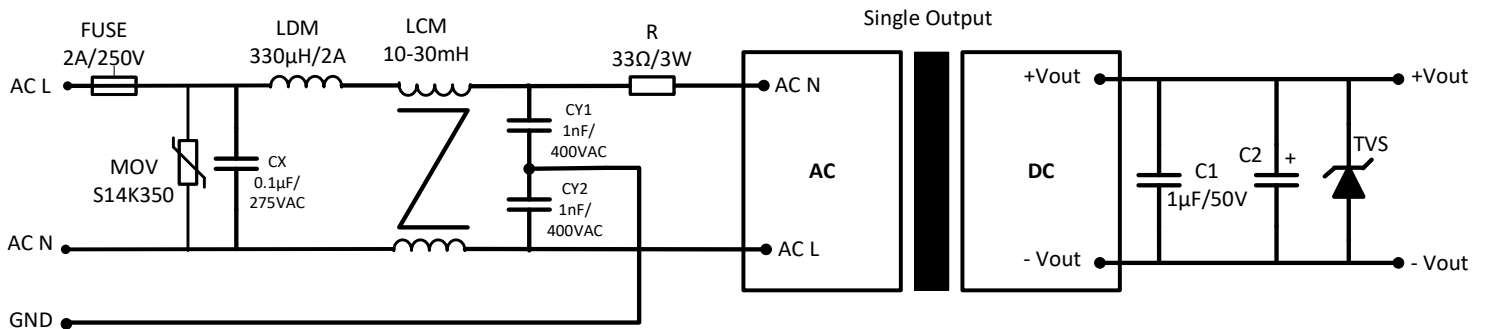 Single Output
FUSE
2A/250V
LDM
330μH/2A
LCM
10-30mH
R
33Ω/3W
AC L
AC N
+Vout
+Vout
MOV
S14K350
CX
0.1μF/
275VAC
CY1
1nF/
400VAC
CY2
1nF/
400VAC
AC
DC
C1
1μF/50V
C2
+
TVS
AC N
AC L
- Vout
- Vout
GND